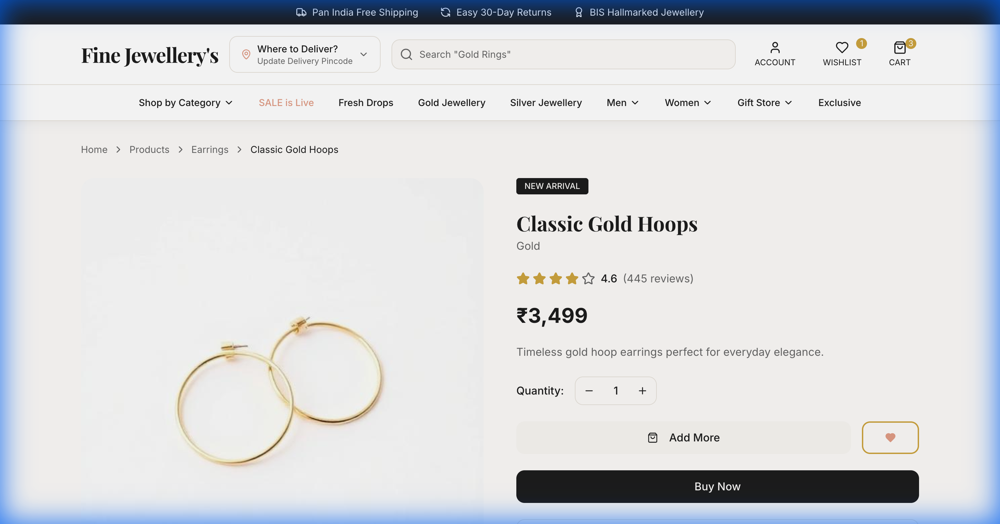 Pan India Free Shipping Easy 30-Day Returns BIS Hallmarked Jewellery
Fine Jewellery's
Where to Deliver?
Update Delivery Pincode
Search "Gold Rings"
ACCOUNT
1
WISHLIST
3
CART
Shop by Category SALE is Live Fresh Drops Gold Jewellery Silver Jewellery Men Women Gift Store Exclusive
Home > Products > Earrings > Classic Gold Hoops
NEW ARRIVAL
Classic Gold Hoops
Gold
4.6 (445 reviews)
₹3,499
Timeless gold hoop earrings perfect for everyday elegance.
Quantity: − 1 +
Add More
Buy Now